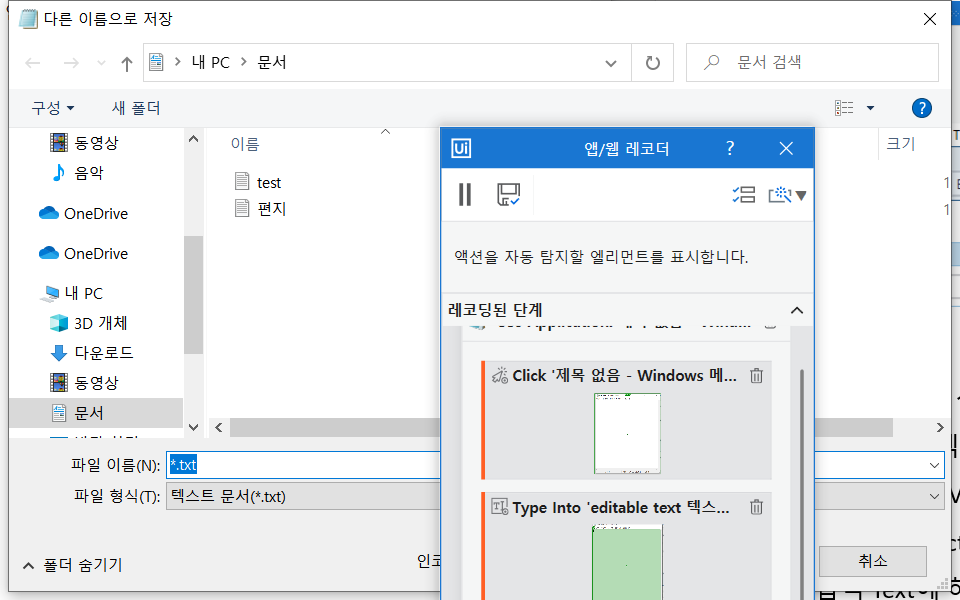 다른 이름으로 저장
내 PC
문서
문서 검색
구성
새 폴더
동영상
음악
OneDrive
OneDrive
내 PC
3D 개체
다운로드
동영상
문서
이름
크기
test
1
편지
1
Ui
앱/웹 레코더
?
액션을 자동 탐지할 엘리먼트를 표시합니다.
레코딩된 단계
Click '제목 없음 - Windows 메...
Type Into 'editable text 텍스...
파일 이름(N):
*.txt
파일 형식(T):
텍스트 문서(*.txt)
폴더 숨기기
취소